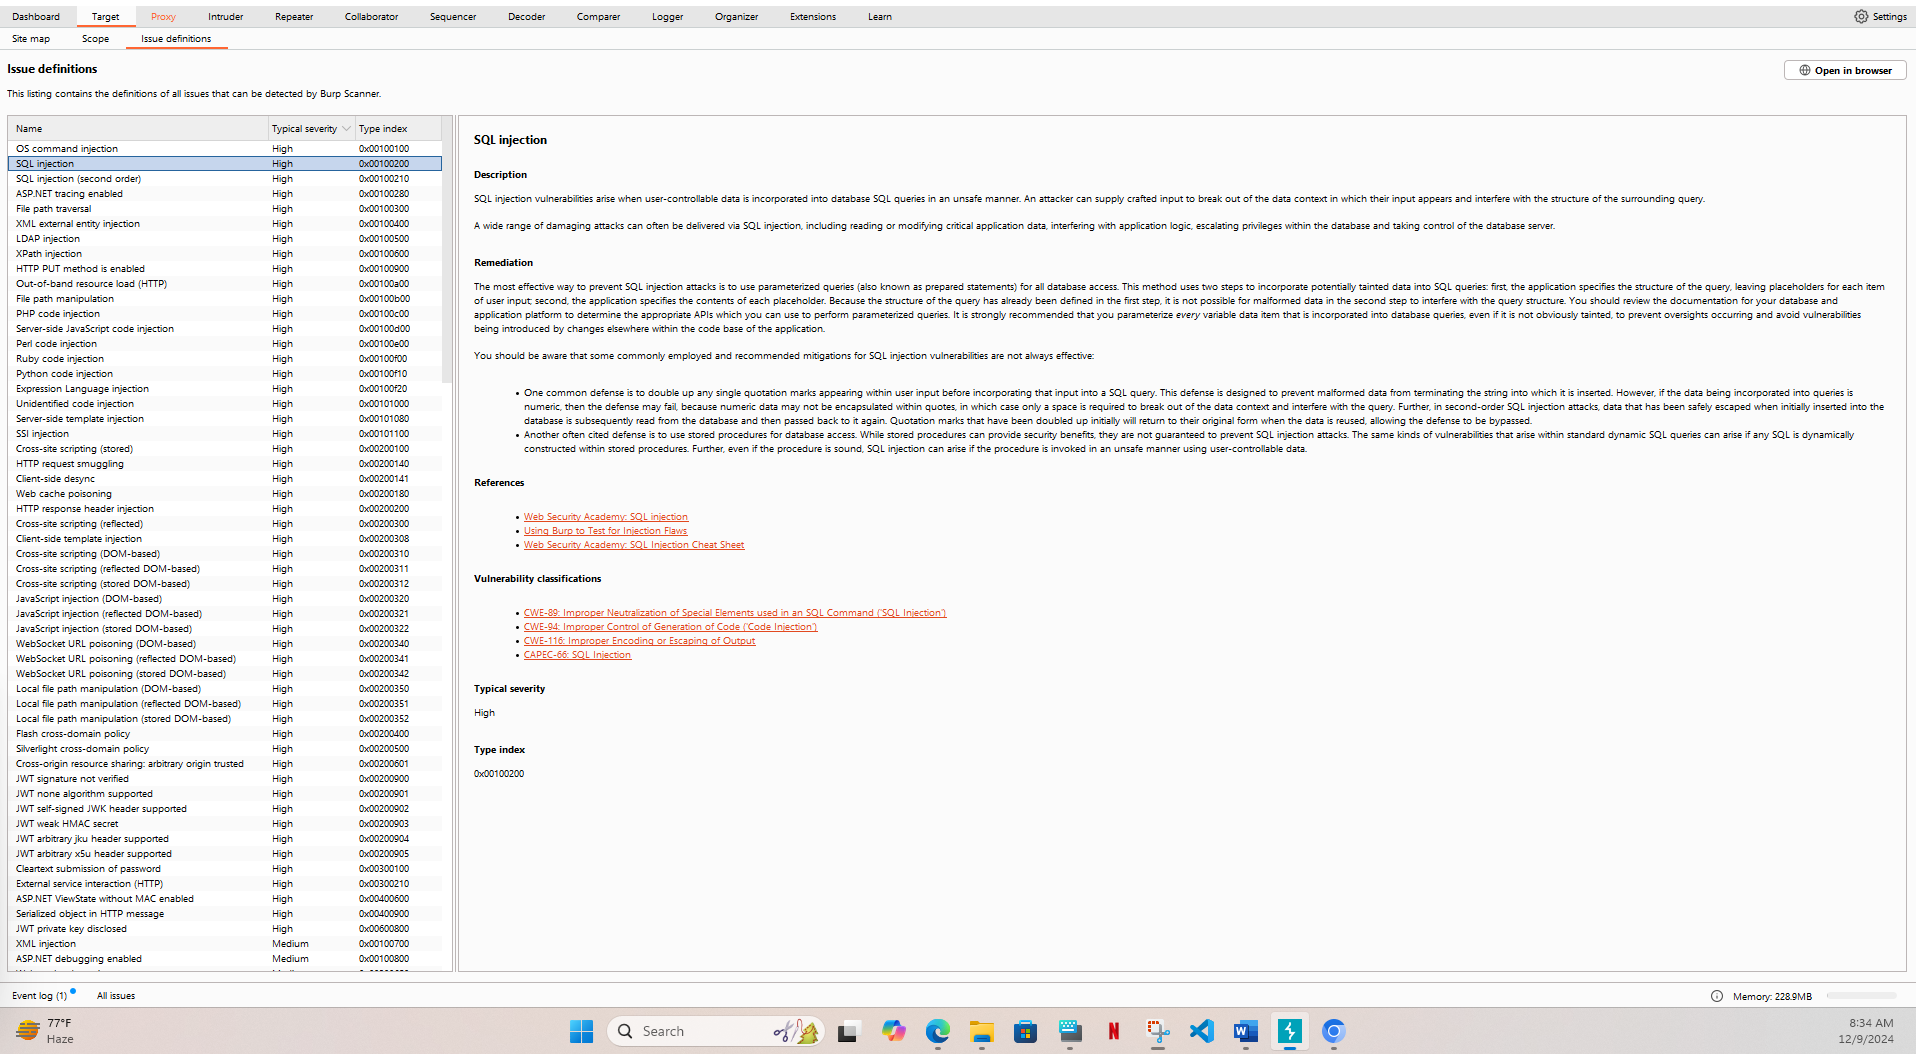 Dashboard Target Proxy Intruder Repeater Collaborator Sequencer Decoder Comparer Logger Organizer Extensions Learn Settings
Site map Scope Issue definitions
Issue definitions
Open in browser
This listing contains the definitions of all issues that can be detected by Burp Scanner.
Name Typical severity Type index
OS command injection High 0x00100100
SQL injection High 0x00100200
SQL injection (second order) High 0x00100210
ASP.NET tracing enabled High 0x00100280
File path traversal High 0x00100300
XML external entity injection High 0x00100400
LDAP injection High 0x00100500
XPath injection High 0x00100600
HTTP PUT method is enabled High 0x00100900
Out-of-band resource load (HTTP) High 0x00100a00
File path manipulation High 0x00100b00
PHP code injection High 0x00100c00
Server-side JavaScript code injection High 0x00100d00
Perl code injection High 0x00100e00
Ruby code injection High 0x00100f00
Python code injection High 0x00100f10
Expression Language injection High 0x00100f20
Unidentified code injection High 0x00101000
Server-side template injection High 0x00101080
SSI injection High 0x00101100
Cross-site scripting (stored) High 0x00200100
HTTP request smuggling High 0x00200140
Client-side desync High 0x00200141
Web cache poisoning High 0x00200180
HTTP response header injection High 0x00200200
Cross-site scripting (reflected) High 0x00200300
Client-side template injection High 0x00200308
Cross-site scripting (DOM-based) High 0x00200310
Cross-site scripting (reflected DOM-based) High 0x00200311
Cross-site scripting (stored DOM-based) High 0x00200312
JavaScript injection (DOM-based) High 0x00200320
JavaScript injection (reflected DOM-based) High 0x00200321
JavaScript injection (stored DOM-based) High 0x00200322
WebSocket URL poisoning (DOM-based) High 0x00200340
WebSocket URL poisoning (reflected DOM-based) High 0x00200341
WebSocket URL poisoning (stored DOM-based) High 0x00200342
Local file path manipulation (DOM-based) High 0x00200350
Local file path manipulation (reflected DOM-based) High 0x00200351
Local file path manipulation (stored DOM-based) High 0x00200352
Flash cross-domain policy High 0x00200400
Silverlight cross-domain policy High 0x00200500
Cross-origin resource sharing: arbitrary origin trusted High 0x00200601
JWT signature not verified High 0x00200900
JWT none algorithm supported High 0x00200901
JWT self-signed JWK header supported High 0x00200902
JWT weak HMAC secret High 0x00200903
JWT arbitrary jku header supported High 0x00200904
JWT arbitrary x5u header supported High 0x00200905
Cleartext submission of password High 0x00300100
External service interaction (HTTP) High 0x00300210
ASP.NET ViewState without MAC enabled High 0x00400600
Serialized object in HTTP message High 0x00400900
JWT private key disclosed High 0x00600800
XML injection Medium 0x00100700
ASP.NET debugging enabled Medium 0x00100800
SQL injection
Description
SQL injection vulnerabilities arise when user-controllable data is incorporated into database SQL queries in an unsafe manner. An attacker can supply crafted input to break out of the data context in which their input appears and interfere with the structure of the surrounding query.
A wide range of damaging attacks can often be delivered via SQL injection, including reading or modifying critical application data, interfering with application logic, escalating privileges within the database and taking control of the database server.
Remediation
The most effective way to prevent SQL injection attacks is to use parameterized queries (also known as prepared statements) for all database access. This method uses two steps to incorporate potentially tainted data into SQL queries: first, the application specifies the structure of the query, leaving placeholders for each item
of user input; second, the application specifies the contents of each placeholder. Because the structure of the query has already been defined in the first step, it is not possible for malformed data in the second step to interfere with the query structure. You should review the documentation for your database and
application platform to determine the appropriate APIs which you can use to perform parameterized queries. It is strongly recommended that you parameterize every variable data item that is incorporated into database queries, even if it is not obviously tainted, to prevent oversights occurring and avoid vulnerabilities
being introduced by changes elsewhere within the code base of the application.
You should be aware that some commonly employed and recommended mitigations for SQL injection vulnerabilities are not always effective:
• One common defense is to double up any single quotation marks appearing within user input before incorporating that input into a SQL query. This defense is designed to prevent malformed data from terminating the string into which it is inserted. However, if the data being incorporated into queries is
numeric, then the defense may fail, because numeric data may not be encapsulated within quotes, in which case only a space is required to break out of the data context and interfere with the query. Further, in second-order SQL injection attacks, data that has been safely escaped when initially inserted into the
database is subsequently read from the database and then passed back to it again. Quotation marks that have been doubled up initially will return to their original form when the data is reused, allowing the defense to be bypassed.
• Another often cited defense is to use stored procedures for database access. While stored procedures can provide security benefits, they are not guaranteed to prevent SQL injection attacks. The same kinds of vulnerabilities that arise within standard dynamic SQL queries can arise if any SQL is dynamically
constructed within stored procedures. Further, even if the procedure is sound, SQL injection can arise if the procedure is invoked in an unsafe manner using user-controllable data.
References
• Web Security Academy: SQL injection
• Using Burp to Test for Injection Flaws
• Web Security Academy: SQL Injection Cheat Sheet
Vulnerability classifications
• CWE-89: Improper Neutralization of Special Elements used in an SQL Command ('SQL Injection')
• CWE-94: Improper Control of Generation of Code ('Code Injection')
• CWE-116: Improper Encoding or Escaping of Output
• CAPEC-66: SQL Injection
Typical severity
High
Type index
0x00100200
Event log (1) All issues
Memory: 228.9MB
77°F
Haze
Search
8:34 AM
12/9/2024